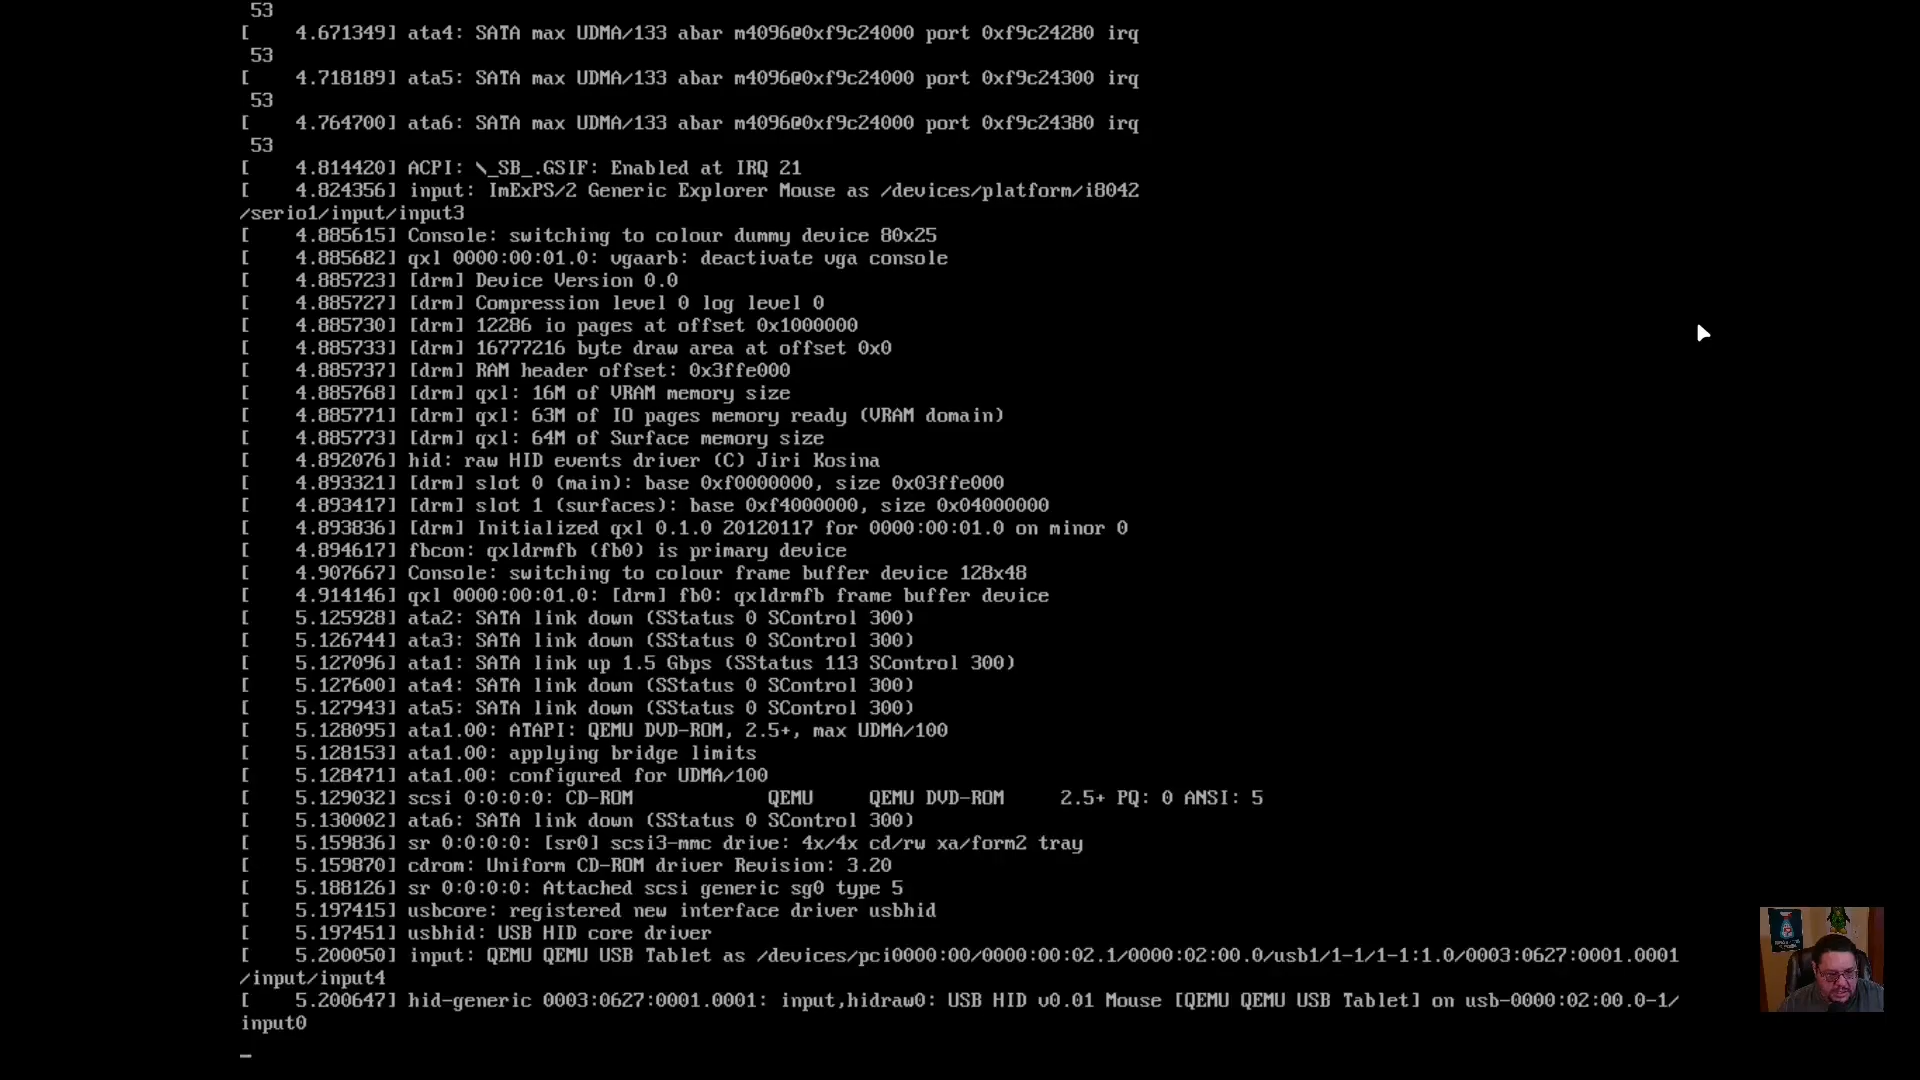 53
[    4.671349] ata4: SATA max UDMA/133 abar m4096@0xf9c24000 port 0xf9c24280 irq
53
[    4.718189] ata5: SATA max UDMA/133 abar m4096@0xf9c24000 port 0xf9c24300 irq
53
[    4.764700] ata6: SATA max UDMA/133 abar m4096@0xf9c24000 port 0xf9c24380 irq
53
[    4.814420] ACPI: \_SB_.GSIF: Enabled at IRQ 21
[    4.824356] input: ImExPS/2 Generic Explorer Mouse as /devices/platform/i8042
/serio1/input/input3
[    4.885615] Console: switching to colour dummy device 80x25
[    4.885682] qxl 0000:00:01.0: vgaarb: deactivate vga console
[    4.885723] [drm] Device Version 0.0
[    4.885727] [drm] Compression level 0 log level 0
[    4.885730] [drm] 12286 io pages at offset 0x1000000
[    4.885733] [drm] 16777216 byte draw area at offset 0x0
[    4.885737] [drm] RAM header offset: 0x3ffe000
[    4.885768] [drm] qxl: 16M of VRAM memory size
[    4.885771] [drm] qxl: 63M of IO pages memory ready (VRAM domain)
[    4.885773] [drm] qxl: 64M of Surface memory size
[    4.892076] hid: raw HID events driver (C) Jiri Kosina
[    4.893321] [drm] slot 0 (main): base 0xf0000000, size 0x03ffe000
[    4.893417] [drm] slot 1 (surfaces): base 0xf4000000, size 0x04000000
[    4.893836] [drm] Initialized qxl 0.1.0 20120117 for 0000:00:01.0 on minor 0
[    4.894617] fbcon: qxldrmfb (fb0) is primary device
[    4.907667] Console: switching to colour frame buffer device 128x48
[    4.914146] qxl 0000:00:01.0: [drm] fb0: qxldrmfb frame buffer device
[    5.125928] ata2: SATA link down (SStatus 0 SControl 300)
[    5.126744] ata3: SATA link down (SStatus 0 SControl 300)
[    5.127096] ata1: SATA link up 1.5 Gbps (SStatus 113 SControl 300)
[    5.127600] ata4: SATA link down (SStatus 0 SControl 300)
[    5.127943] ata5: SATA link down (SStatus 0 SControl 300)
[    5.128095] ata1.00: ATAPI: QEMU DVD-ROM, 2.5+, max UDMA/100
[    5.128153] ata1.00: applying bridge limits
[    5.128471] ata1.00: configured for UDMA/100
[    5.129032] scsi 0:0:0:0: CD-ROM            QEMU     QEMU DVD-ROM     2.5+ PQ: 0 ANSI: 5
[    5.130002] ata6: SATA link down (SStatus 0 SControl 300)
[    5.159836] sr 0:0:0:0: [sr0] scsi3-mmc drive: 4x/4x cd/rw xa/form2 tray
[    5.159870] cdrom: Uniform CD-ROM driver Revision: 3.20
[    5.188126] sr 0:0:0:0: Attached scsi generic sg0 type 5
[    5.197415] usbcore: registered new interface driver usbhid
[    5.197451] usbhid: USB HID core driver
[    5.200050] input: QEMU QEMU USB Tablet as /devices/pci0000:00/0000:00:02.1/0000:02:00.0/usb1/1-1/1-1:1.0/0003:0627:0001.0001
/input/input4
[    5.200647] hid-generic 0003:0627:0001.0001: input,hidraw0: USB HID v0.01 Mouse [QEMU QEMU USB Tablet] on usb-0000:02:00.0-1/
input0
_